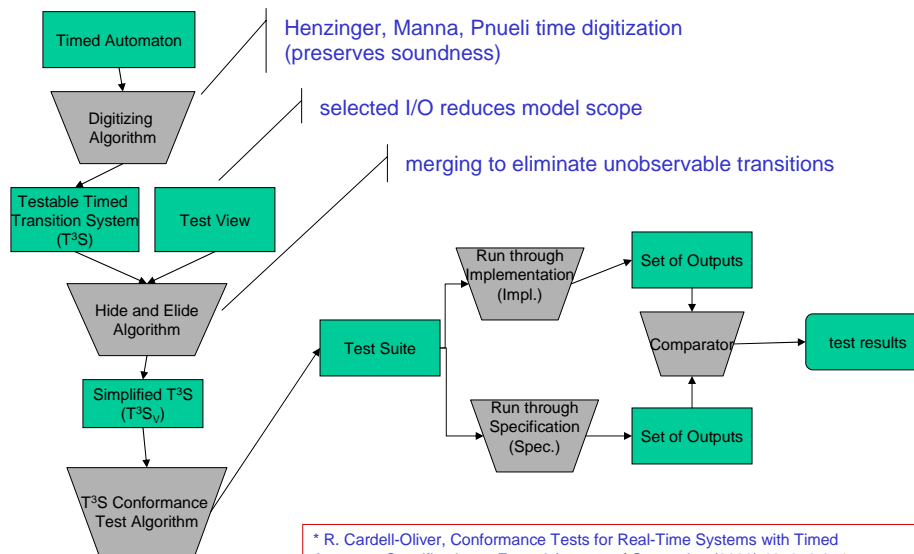 Timed Automaton
Henzinger, Manna, Pnueli time digitization
(preserves soundness)
Digitizing
Algorithm
selected I/O reduces model scope
merging to eliminate unobservable transitions
Testable Timed
Transition System
(T³S)
Test View
Hide and Elide
Algorithm
Simplified T³S
(T³Sᵥ)
T³S Conformance
Test Algorithm
Test Suite
Run through
Implementation
(Impl.)
Set of Outputs
Comparator
test results
Run through
Specification
(Spec.)
Set of Outputs
* R. Cardell-Oliver, Conformance Tests for Real-Time Systems with Timed